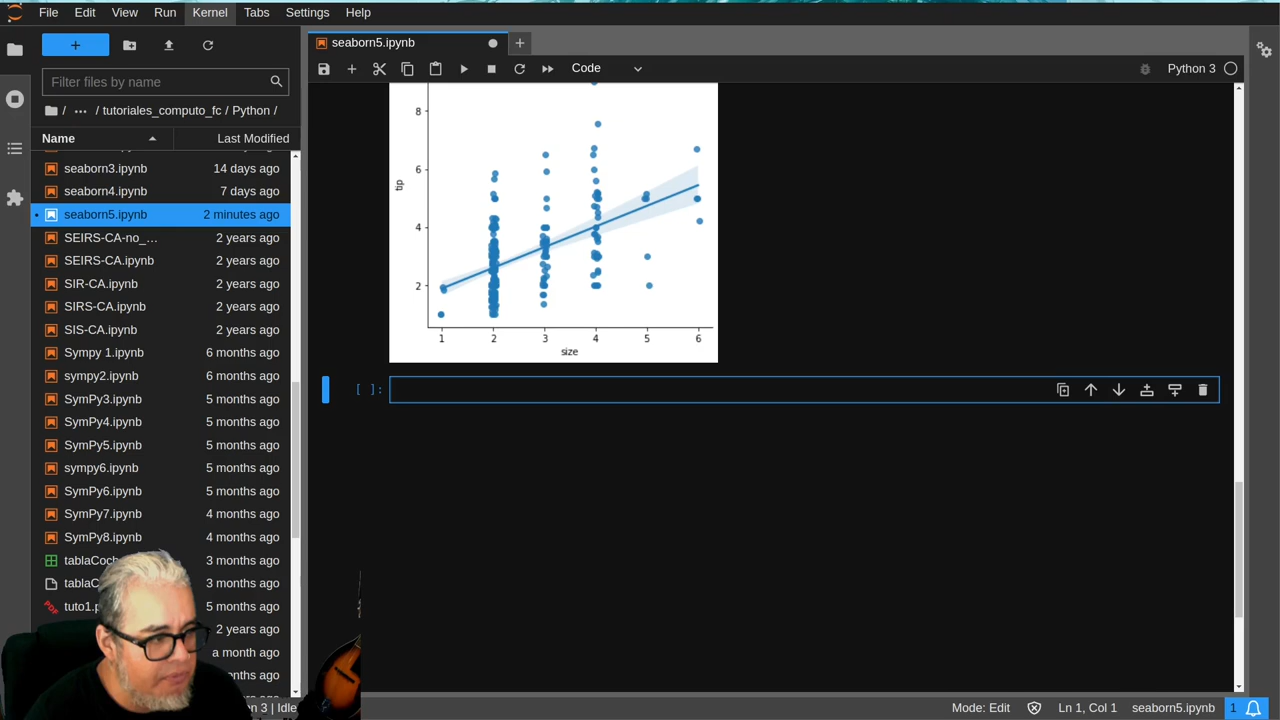 File Edit View Run Kernel Tabs Settings Help
seaborn5.ipynb
Filter files by name
/ ... / tutoriales_computo_fc / Python /
Code
Python 3
Name Last Modified
seaborn3.ipynb 14 days ago
seaborn4.ipynb 7 days ago
seaborn5.ipynb 2 minutes ago
SEIRS-CA-no_... 2 years ago
SEIRS-CA.ipynb 2 years ago
SIR-CA.ipynb 2 years ago
SIRS-CA.ipynb 2 years ago
SIS-CA.ipynb 2 years ago
Sympy 1.ipynb 6 months ago
sympy2.ipynb 6 months ago
SymPy3.ipynb 5 months ago
SymPy4.ipynb 5 months ago
SymPy5.ipynb 5 months ago
sympy6.ipynb 5 months ago
SymPy6.ipynb 5 months ago
SymPy7.ipynb 4 months ago
SymPy8.ipynb 4 months ago
tablaCoch 3 months ago
tablaC 3 months ago
PDF tuto1.p 5 months ago
2 years ago
a month ago
onths ago
8
6
tip
4
2
1 2 3 4 5 6
size
[ ]:
n 3 | Idle
Mode: Edit
Ln 1, Col 1
seaborn5.ipynb
1